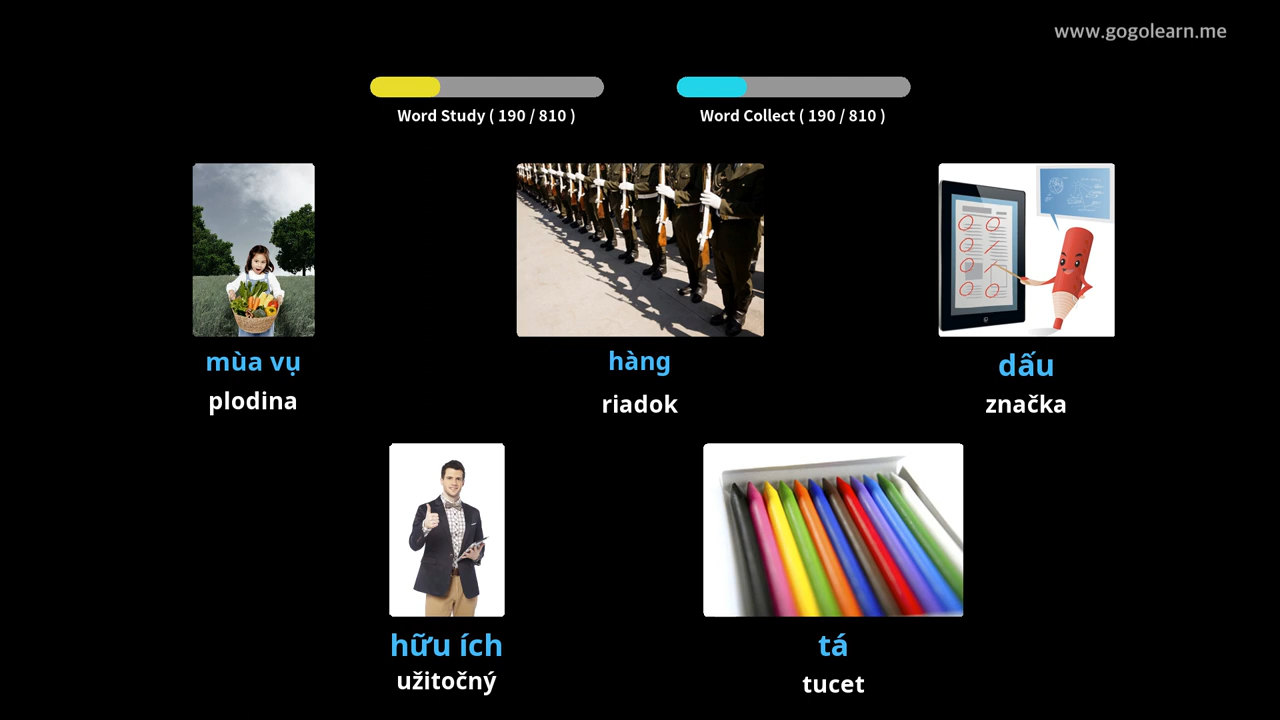 www.gogolearn.me
Word Study ( 190 / 810 )
Word Collect ( 190 / 810 )
mùa vụ
plodina
hàng
riadok
dấu
značka
hữu ích
užitočný
tá
tucet